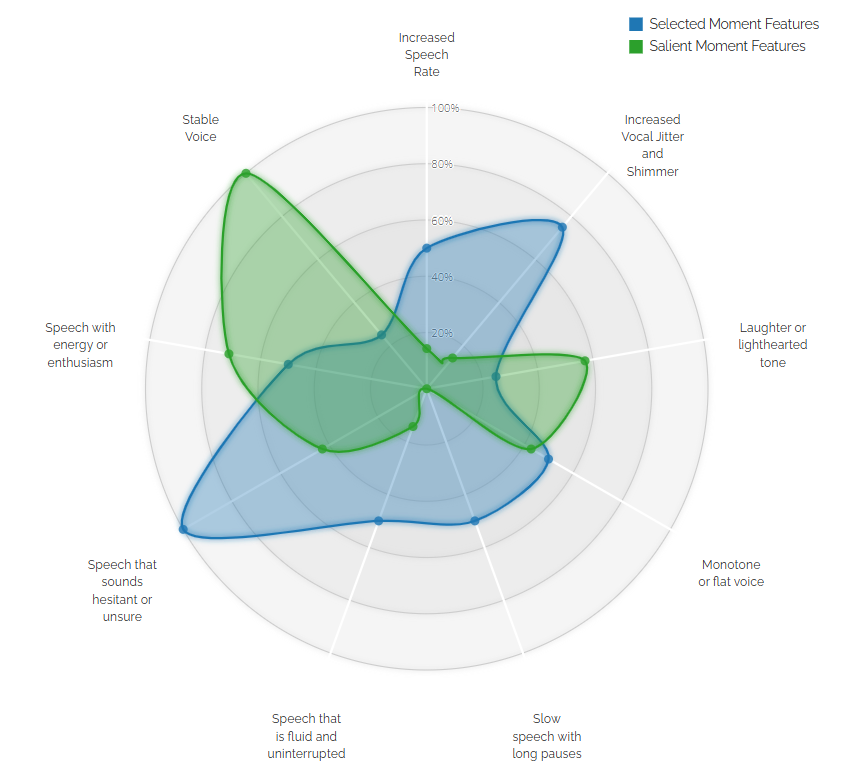 Selected Moment Features
Salient Moment Features
Increased
Speech
Rate
Stable
Voice
Increased
Vocal Jitter
and
Shimmer
100%
80%
60%
40%
20%
Speech with
energy or
enthusiasm
Laughter or
lighthearted
tone
Speech that
sounds
hesitant or
unsure
Monotone
or flat voice
Speech that
is fluid and
uninterrupted
Slow
speech with
long pauses